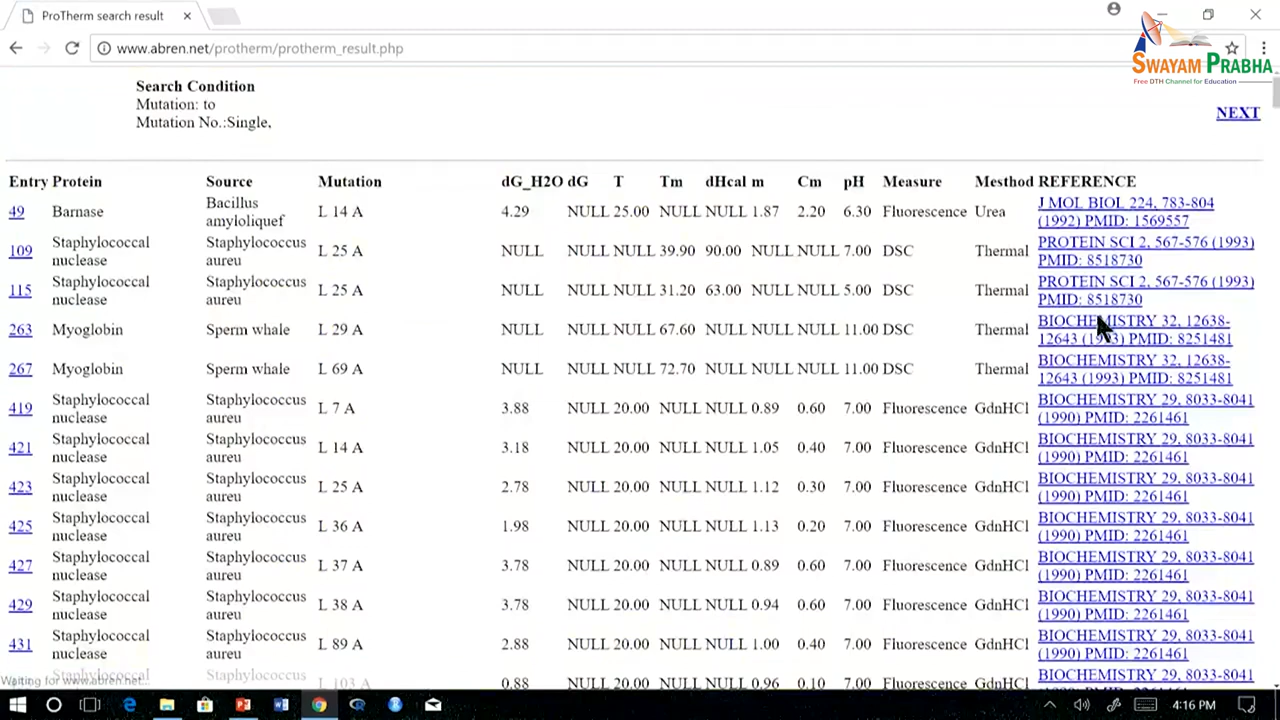 ProTherm search result
www.abren.net/protherm/protherm_result.php
SWAYAM PRABHA
Free DTH Channel for Education
Search Condition
Mutation: to
Mutation No.:Single,
NEXT
Entry Protein Source Mutation dG_H2O dG T Tm dHcal m Cm pH Measure Mesthod REFERENCE
49 Barnase Bacillus amyloliquef L 14 A 4.29 NULL 25.00 NULL NULL 1.87 2.20 6.30 Fluorescence Urea J MOL BIOL 224, 783-804 (1992) PMID: 1569557
109 Staphylococcal nuclease Staphylococcus aureu L 25 A NULL NULL NULL 39.90 90.00 NULL NULL 7.00 DSC Thermal PROTEIN SCI 2, 567-576 (1993) PMID: 8518730
115 Staphylococcal nuclease Staphylococcus aureu L 25 A NULL NULL NULL 31.20 63.00 NULL NULL 5.00 DSC Thermal PROTEIN SCI 2, 567-576 (1993) PMID: 8518730
263 Myoglobin Sperm whale L 29 A NULL NULL NULL 67.60 NULL NULL NULL 11.00 DSC Thermal BIOCHEMISTRY 32, 12638-12643 (1993) PMID: 8251481
267 Myoglobin Sperm whale L 69 A NULL NULL NULL 72.70 NULL NULL NULL 11.00 DSC Thermal BIOCHEMISTRY 32, 12638-12643 (1993) PMID: 8251481
419 Staphylococcal nuclease Staphylococcus aureu L 7 A 3.88 NULL 20.00 NULL NULL 0.89 0.60 7.00 Fluorescence GdnHCl BIOCHEMISTRY 29, 8033-8041 (1990) PMID: 2261461
421 Staphylococcal nuclease Staphylococcus aureu L 14 A 3.18 NULL 20.00 NULL NULL 1.05 0.40 7.00 Fluorescence GdnHCl BIOCHEMISTRY 29, 8033-8041 (1990) PMID: 2261461
423 Staphylococcal nuclease Staphylococcus aureu L 25 A 2.78 NULL 20.00 NULL NULL 1.12 0.30 7.00 Fluorescence GdnHCl BIOCHEMISTRY 29, 8033-8041 (1990) PMID: 2261461
425 Staphylococcal nuclease Staphylococcus aureu L 36 A 1.98 NULL 20.00 NULL NULL 1.13 0.20 7.00 Fluorescence GdnHCl BIOCHEMISTRY 29, 8033-8041 (1990) PMID: 2261461
427 Staphylococcal nuclease Staphylococcus aureu L 37 A 3.78 NULL 20.00 NULL NULL 0.89 0.60 7.00 Fluorescence GdnHCl BIOCHEMISTRY 29, 8033-8041 (1990) PMID: 2261461
429 Staphylococcal nuclease Staphylococcus aureu L 38 A 3.78 NULL 20.00 NULL NULL 0.94 0.60 7.00 Fluorescence GdnHCl BIOCHEMISTRY 29, 8033-8041 (1990) PMID: 2261461
431 Staphylococcal nuclease Staphylococcus aureu L 89 A 2.88 NULL 20.00 NULL NULL 1.00 0.40 7.00 Fluorescence GdnHCl BIOCHEMISTRY 29, 8033-8041 (1990) PMID: 2261461
Staphylococcal Staphylococcus L 103 A 0.88 NULL 20.00 NULL NULL 0.96 0.10 7.00 Fluorescence GdnHCl BIOCHEMISTRY 29, 8033-8041
Waiting for www.abren.net...
4:16 PM